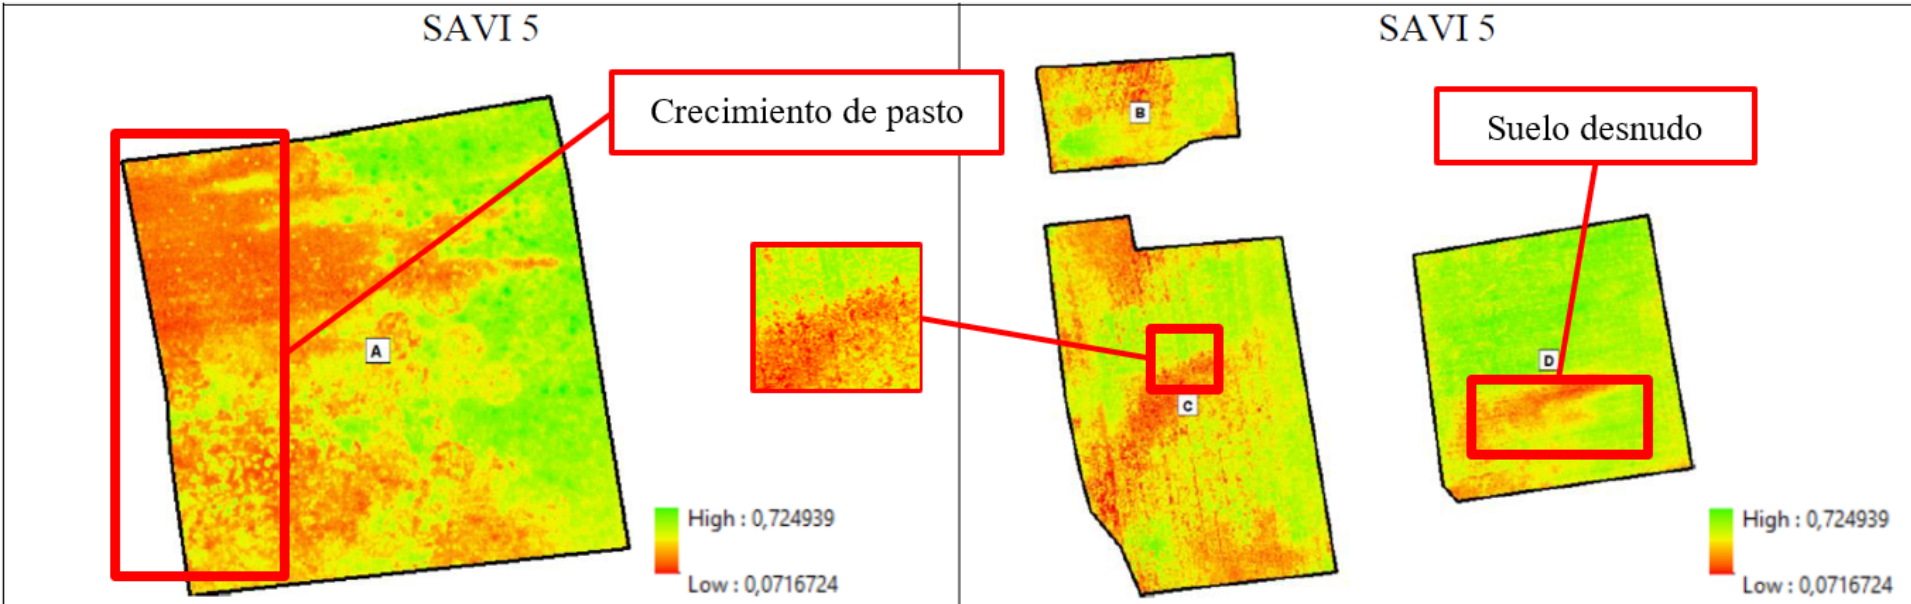 SAVI 5
Crecimiento de pasto
A
High : 0,724939
Low : 0,0716724
SAVI 5
B
Suelo desnudo
C
D
High : 0,724939
Low : 0,0716724